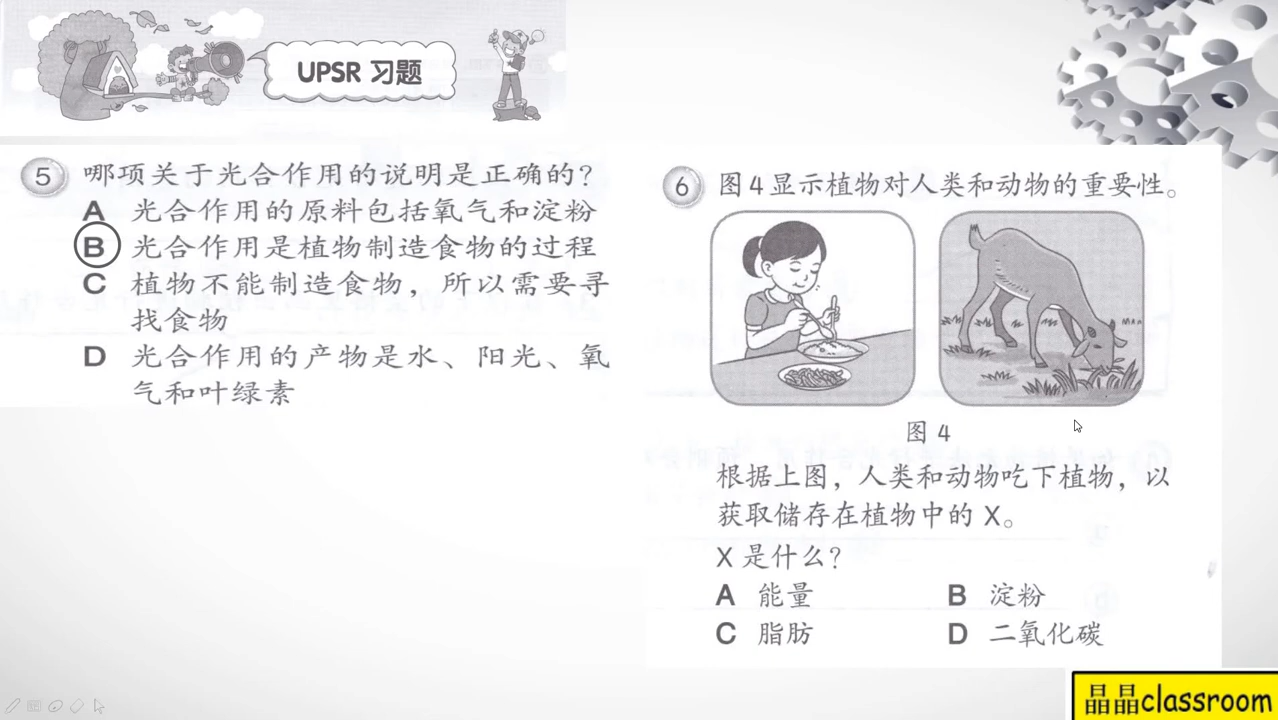 UPSR 习题
5 哪项关于光合作用的说明是正确的?
A 光合作用的原料包括氧气和淀粉
B 光合作用是植物制造食物的过程
C 植物不能制造食物，所以需要寻
找食物
D 光合作用的产物是水、阳光、氧
气和叶绿素
6 图 4 显示植物对人类和动物的重要性。
图 4
根据上图，人类和动物吃下植物，以
获取储存在植物中的 X。
X 是什么?
A 能量 B 淀粉
C 脂肪 D 二氧化碳
晶晶classroom